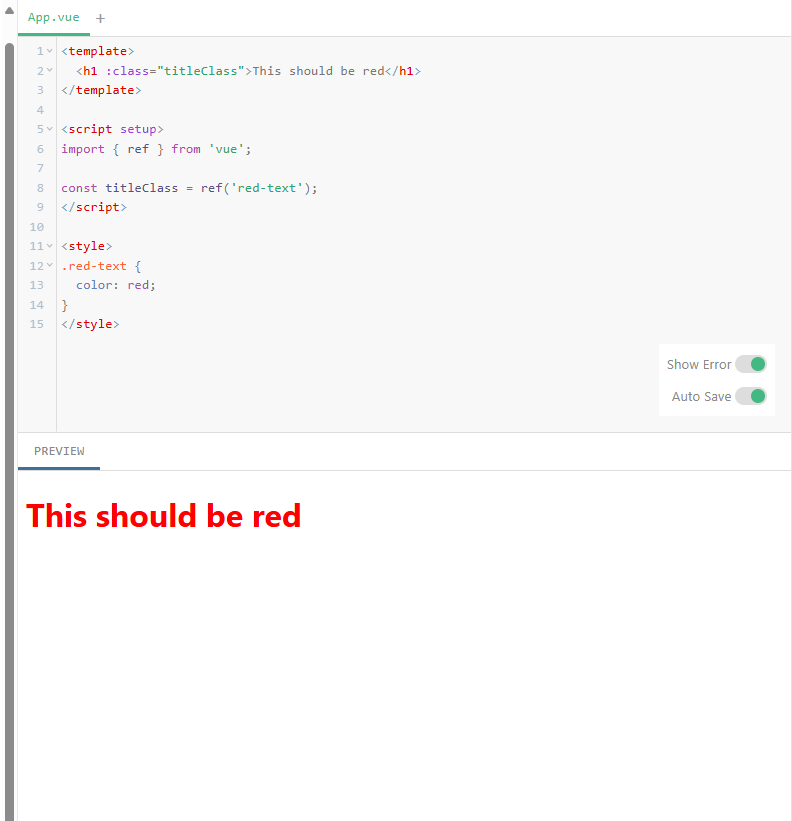 App.vue +
1 <template>
2   <h1 :class="titleClass">This should be red</h1>
3 </template>
4
5 <script setup>
6 import { ref } from 'vue';
7
8 const titleClass = ref('red-text');
9 </script>
10
11 <style>
12 .red-text {
13   color: red;
14 }
15 </style>
Show Error
Auto Save
PREVIEW
This should be red